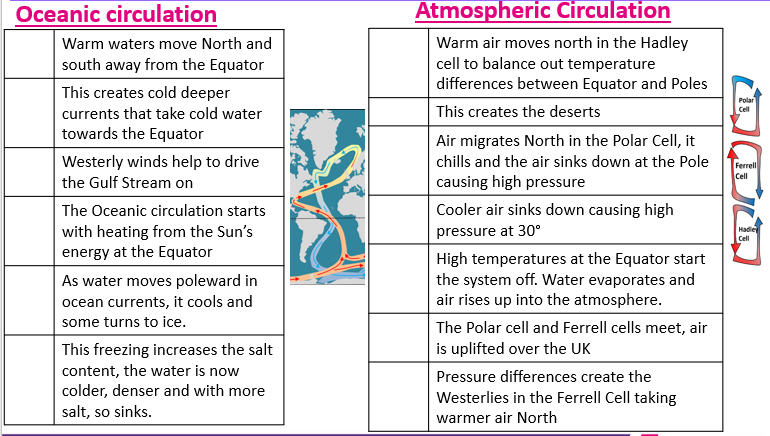 Oceanic circulation
Warm waters move North and
south away from the Equator
This creates cold deeper
currents that take cold water
towards the Equator
Westerly winds help to drive
the Gulf Stream on
The Oceanic circulation starts
with heating from the Sun's
energy at the Equator
As water moves poleward in
ocean currents, it cools and
some turns to ice.
This freezing increases the salt
content, the water is now
colder, denser and with more
salt, so sinks.
Atmospheric Circulation
Warm air moves north in the Hadley
cell to balance out temperature
differences between Equator and Poles
This creates the deserts
Air migrates North in the Polar Cell, it
chills and the air sinks down at the Pole
causing high pressure
Cooler air sinks down causing high
pressure at 30°
High temperatures at the Equator start
the system off. Water evaporates and
air rises up into the atmosphere.
The Polar cell and Ferrell cells meet, air
is uplifted over the UK
Pressure differences create the
Westerlies in the Ferrell Cell taking
warmer air North
Polar
Cell
Ferrell
Cell
Hadley
Cell